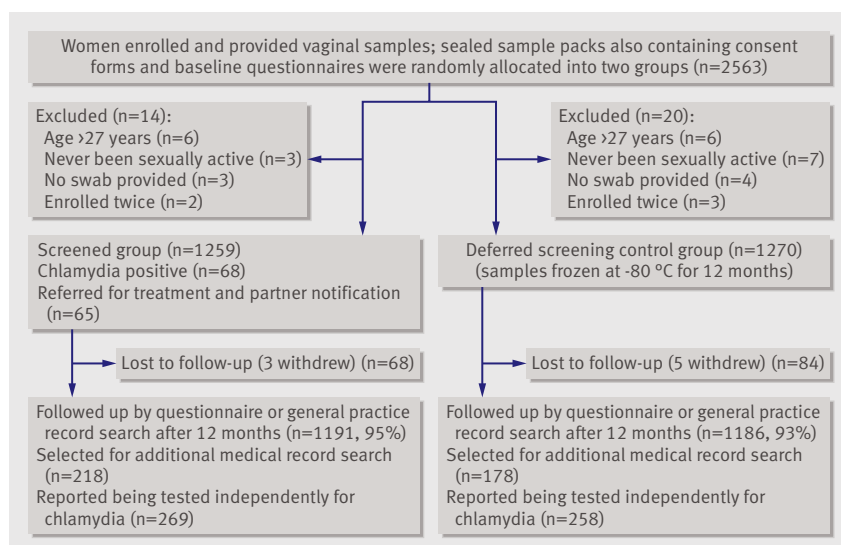 Women enrolled and provided vaginal samples; sealed sample packs also containing consent
forms and baseline questionnaires were randomly allocated into two groups (n=2563)
Excluded (n=14):
Age >27 years (n=6)
Never been sexually active (n=3)
No swab provided (n=3)
Enrolled twice (n=2)
Excluded (n=20):
Age >27 years (n=6)
Never been sexually active (n=7)
No swab provided (n=4)
Enrolled twice (n=3)
Screened group (n=1259)
Chlamydia positive (n=68)
Referred for treatment and partner notification
(n=65)
Deferred screening control group (n=1270)
(samples frozen at -80 °C for 12 months)
Lost to follow-up (3 withdrew) (n=68)
Lost to follow-up (5 withdrew) (n=84)
Followed up by questionnaire or general practice
record search after 12 months (n=1191, 95%)
Selected for additional medical record search
(n=218)
Reported being tested independently for
chlamydia (n=269)
Followed up by questionnaire or general practice
record search after 12 months (n=1186, 93%)
Selected for additional medical record search
(n=178)
Reported being tested independently for
chlamydia (n=258)